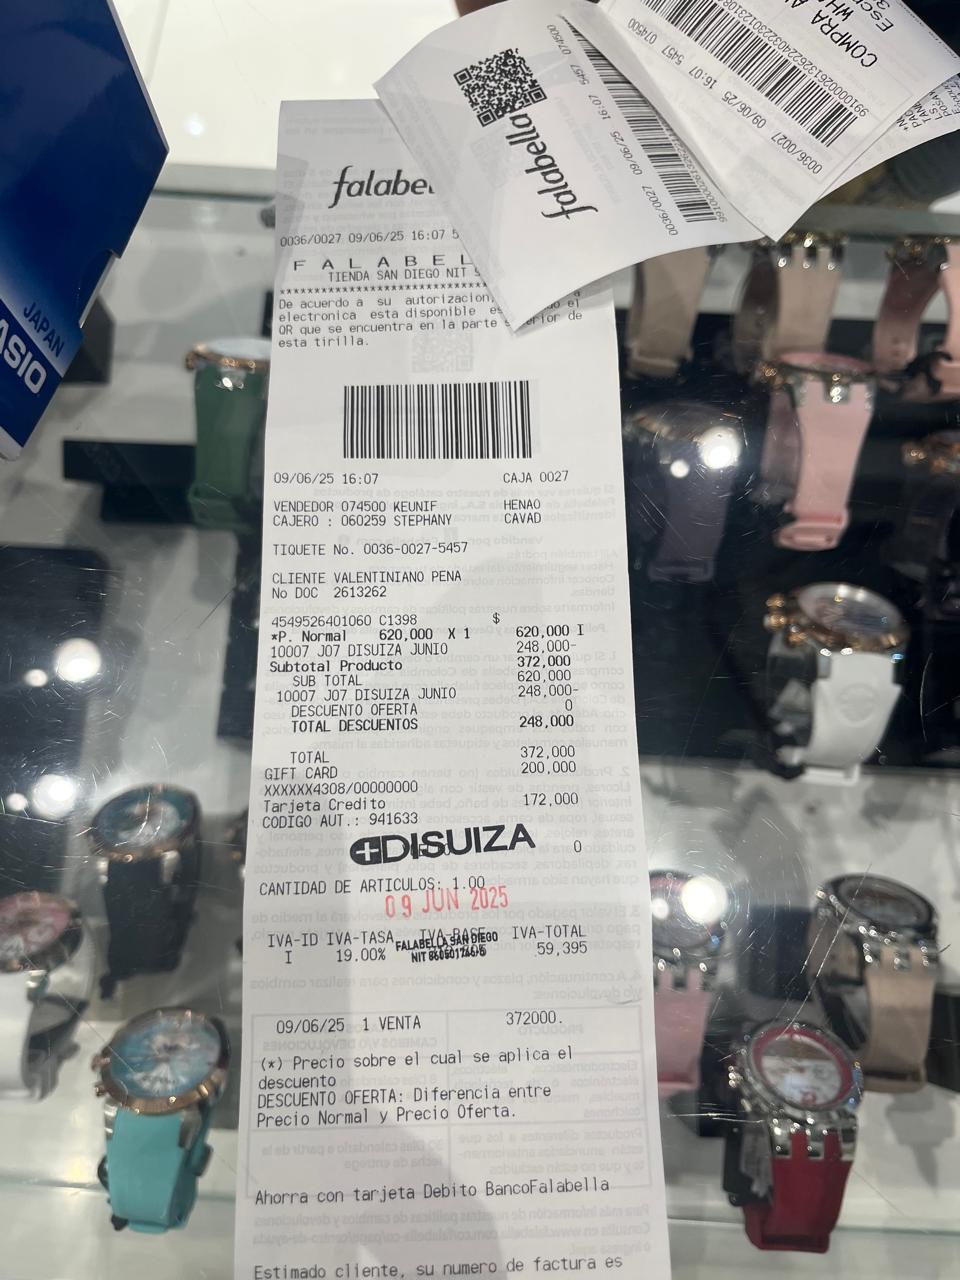 COMPRA
Escr
WHA
falabella
0036/0027 09/06/25 16:07 5457 074500
0036/0027 09/06/25 16:07 5457 074500
JAPAN
ASIO
falabel
0036/0027 09/06/25 16:07 5
F A L A B E L
TIENDA SAN DIEGO NIT
********************************
De acuerdo a su autorizacion,
electronica esta disponible el
QR que se encuentra en la parte de
esta tirilla.
09/06/25 16:07 CAJA 0027
VENDEDOR 074500 KEUNIF HENAO
CAJERO : 060259 STEPHANY CAVAD
TIQUETE No. 0036-0027-5457
CLIENTE VALENTINIANO PENA
No DOC 2613262
4549526401060 C1398 $
*P. Normal 620,000 X 1 620,000 I
10007 J07 DISUIZA JUNIO 248,000-
Subtotal Producto 372,000
SUB TOTAL 620,000
10007 J07 DISUIZA JUNIO 248,000-
DESCUENTO OFERTA 0
TOTAL DESCUENTOS 248,000
TOTAL 372,000
GIFT CARD 200,000
XXXXXX4308/00000000
Tarjeta Credito 172,000
CODIGO AUT.: 941633
DISUIZA 0
CANTIDAD DE ARTICULOS: 1.00
09 JUN 2025
IVA-ID IVA-TASA IVA-BASE IVA-TOTAL
FALABELLA SAN DIEGO
I 19.00% 59,395
09/06/25 1 VENTA 372000.
(*) Precio sobre el cual se aplica el
descuento
DESCUENTO OFERTA: Diferencia entre
Precio Normal y Precio Oferta.
Ahorra con tarjeta Debito BancoFalabella
Estimado cliente, su numero de factura es